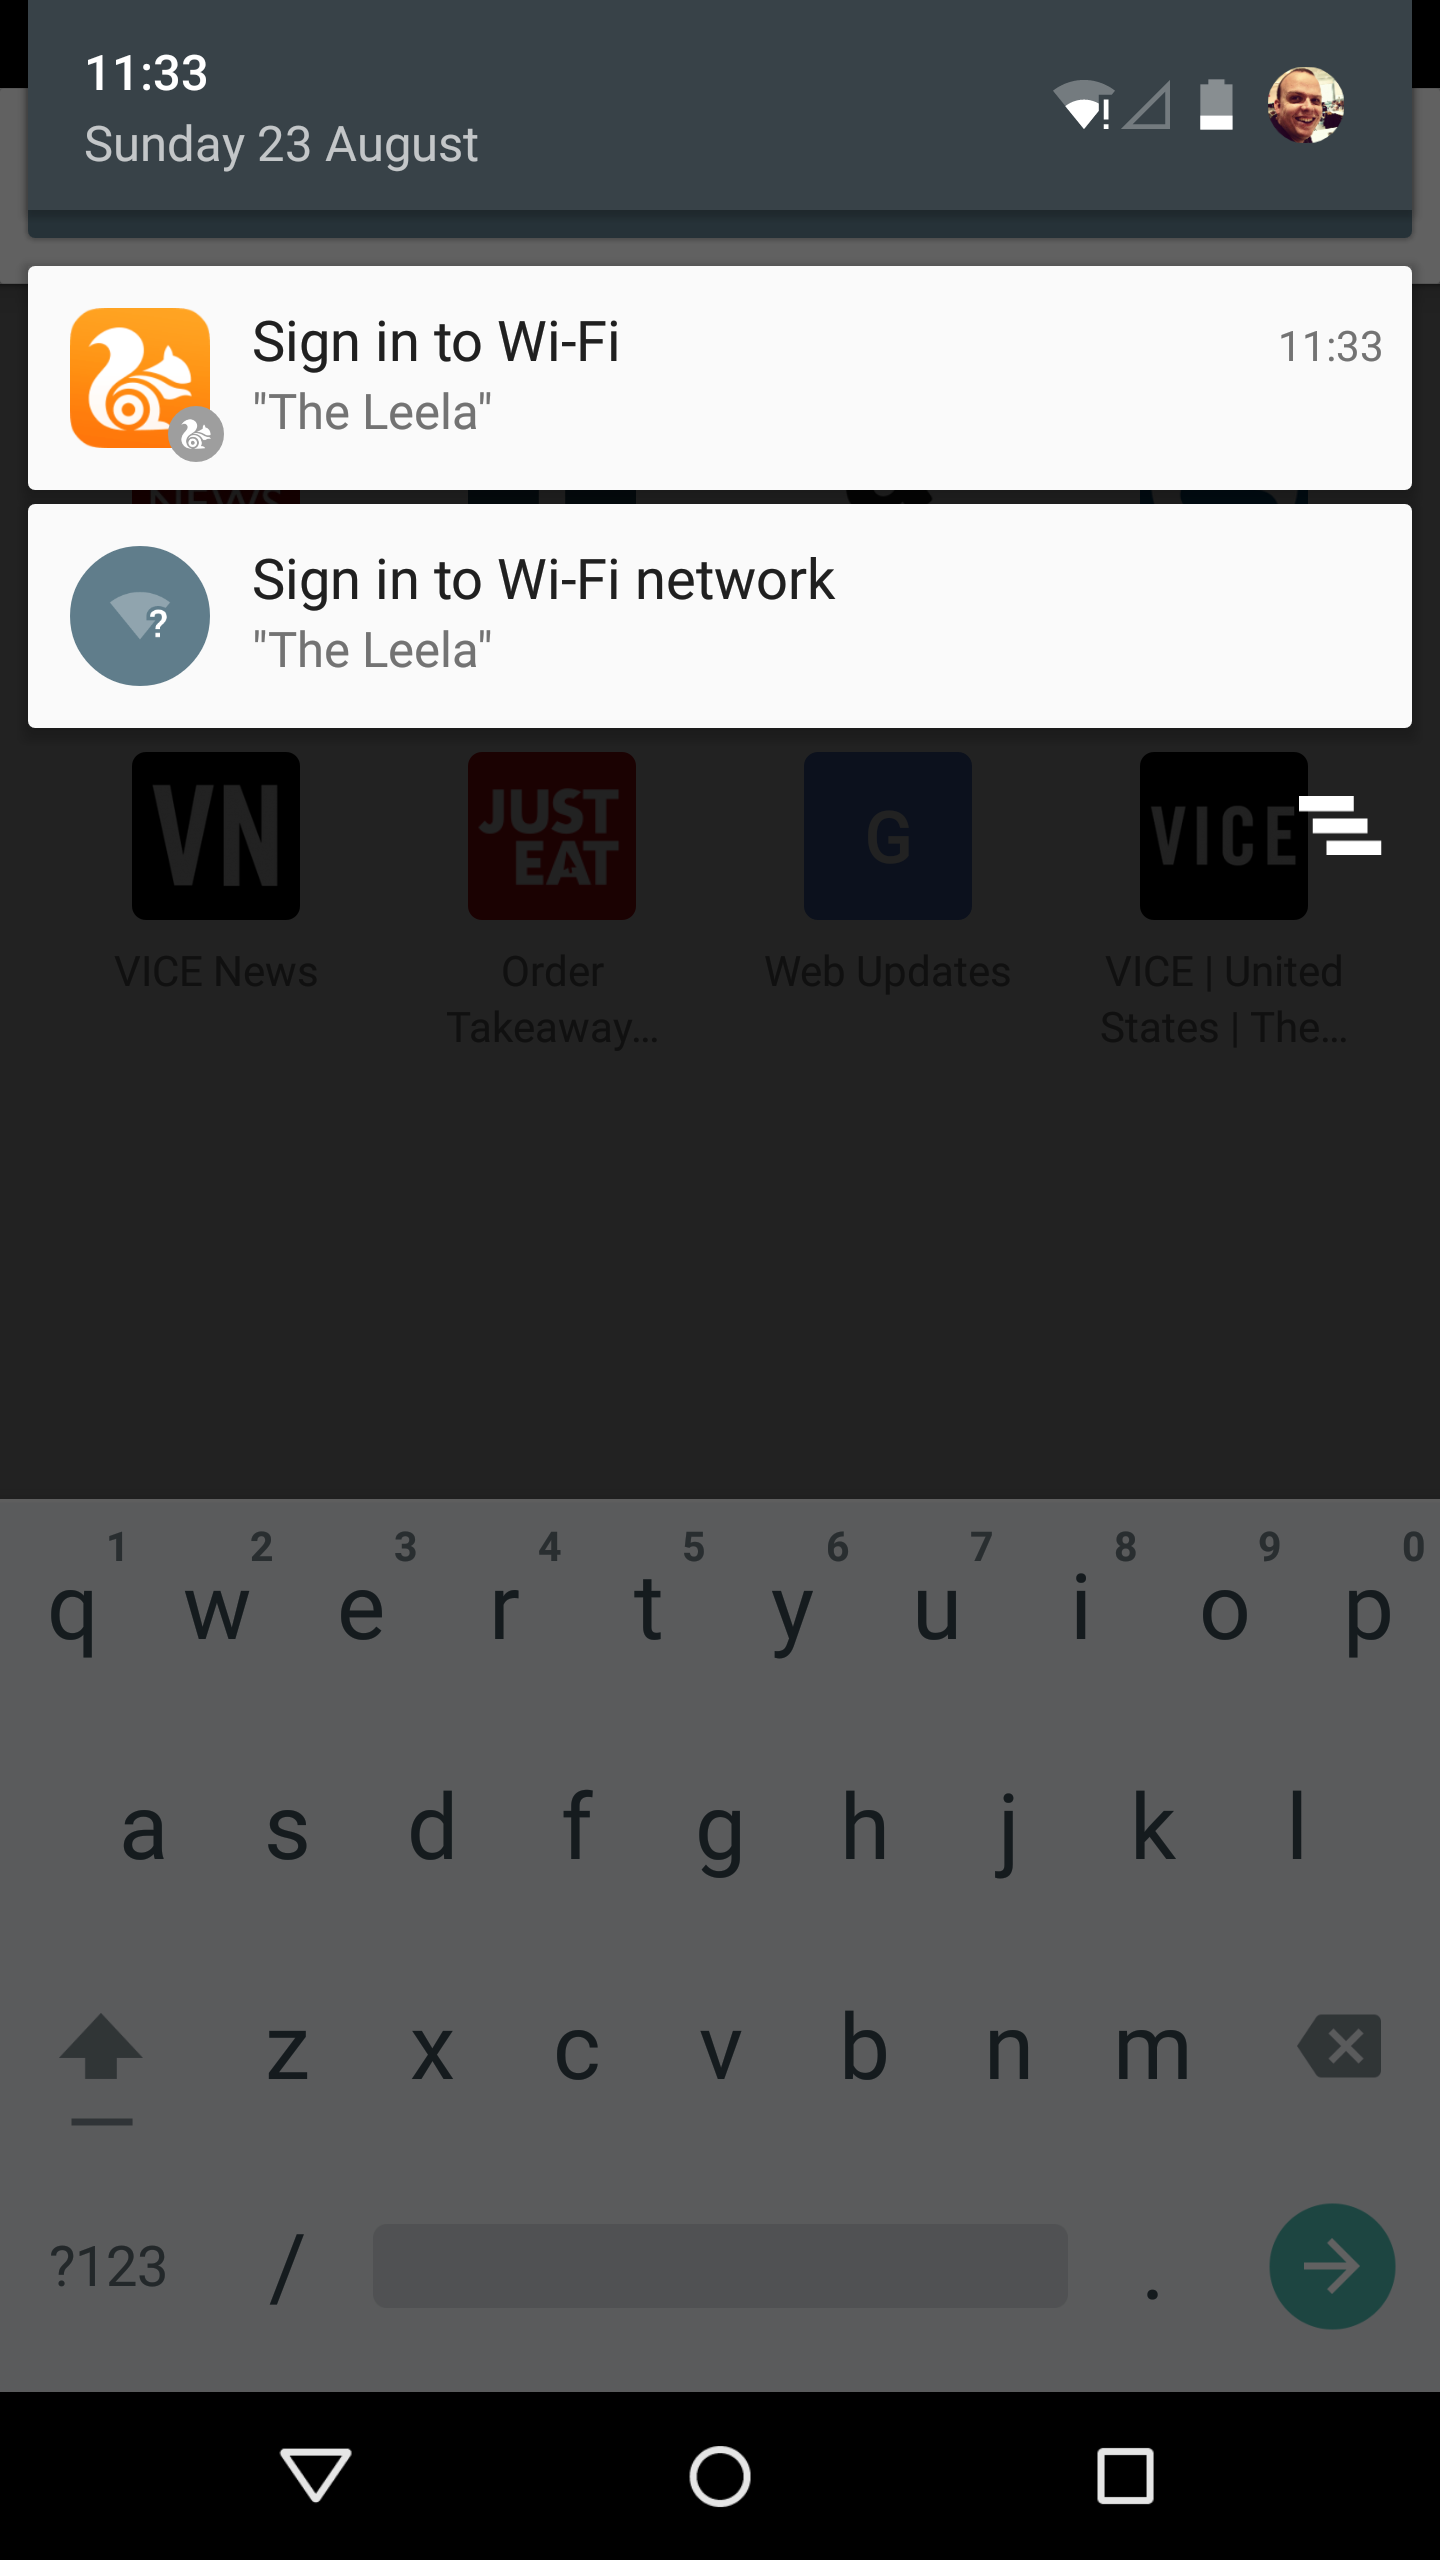 11:33
Sunday 23 August
Sign in to Wi-Fi
11:33
"The Leela"
NEWS
Sign in to Wi-Fi network
"The Leela"
VN
JUST EAT
G
VICE
VICE News
Order Takeaway...
Web Updates
VICE | United States | The...
1 2 3 4 5 6 7 8 9 0
q w e r t y u i o p
a s d f g h j k l
z x c v b n m
?123 / .